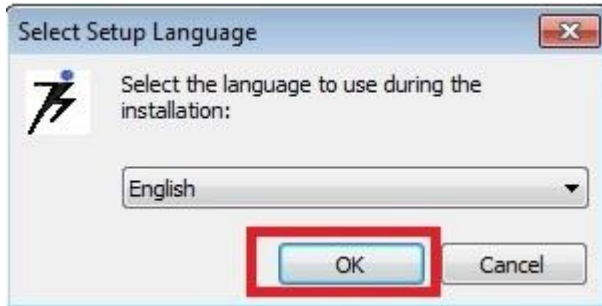 Select Setup Language
Select the language to use during the
installation:
English
OK
Cancel